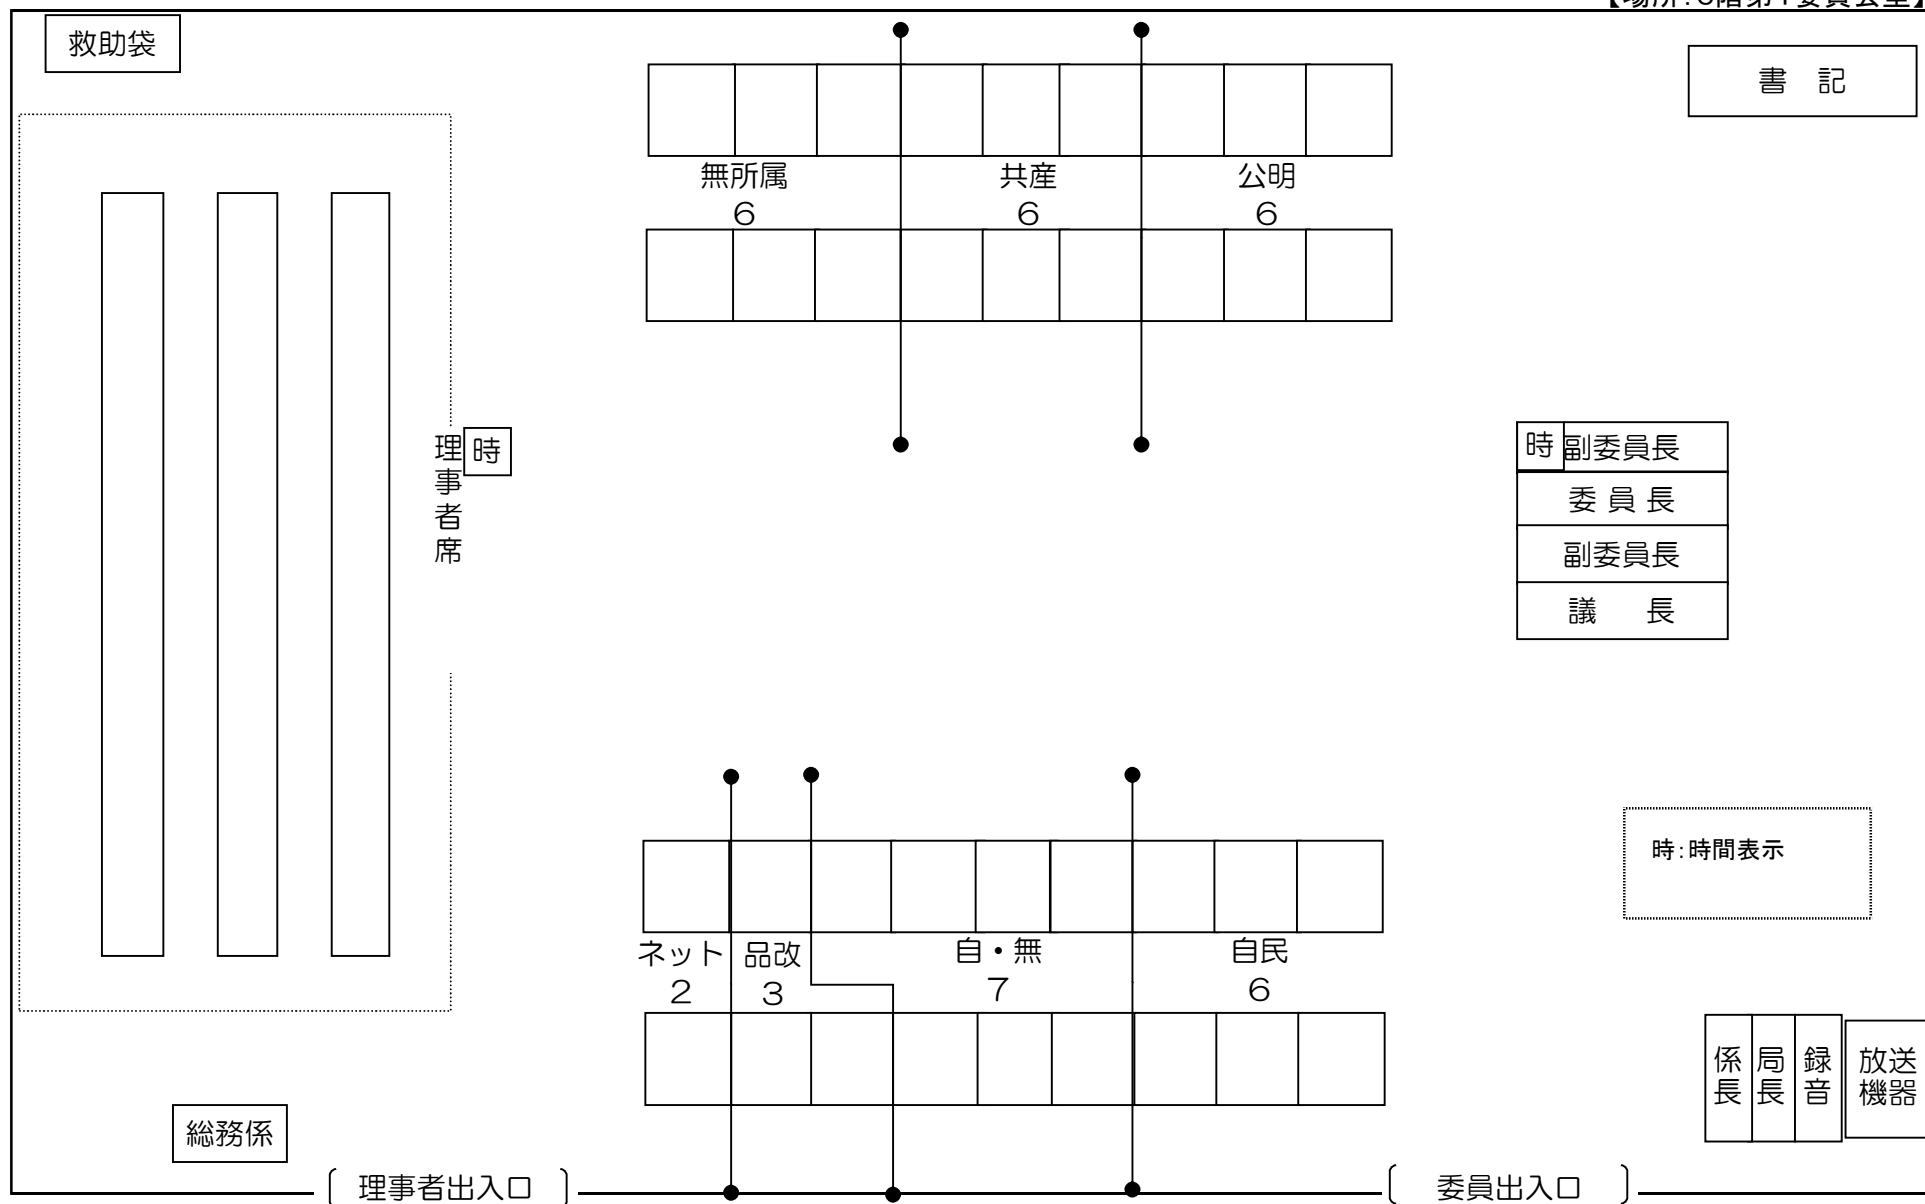 救助袋
書 記
無所属
6
共産
6
公明
6
理事者席
時
時
副委員長
委 員 長
副委員長
議 長
時:時間表示
ネット
2
品改
3
自・無
7
自民
6
係長
局長
録音
放送
機器
総務係
理事者出入口
委員出入口